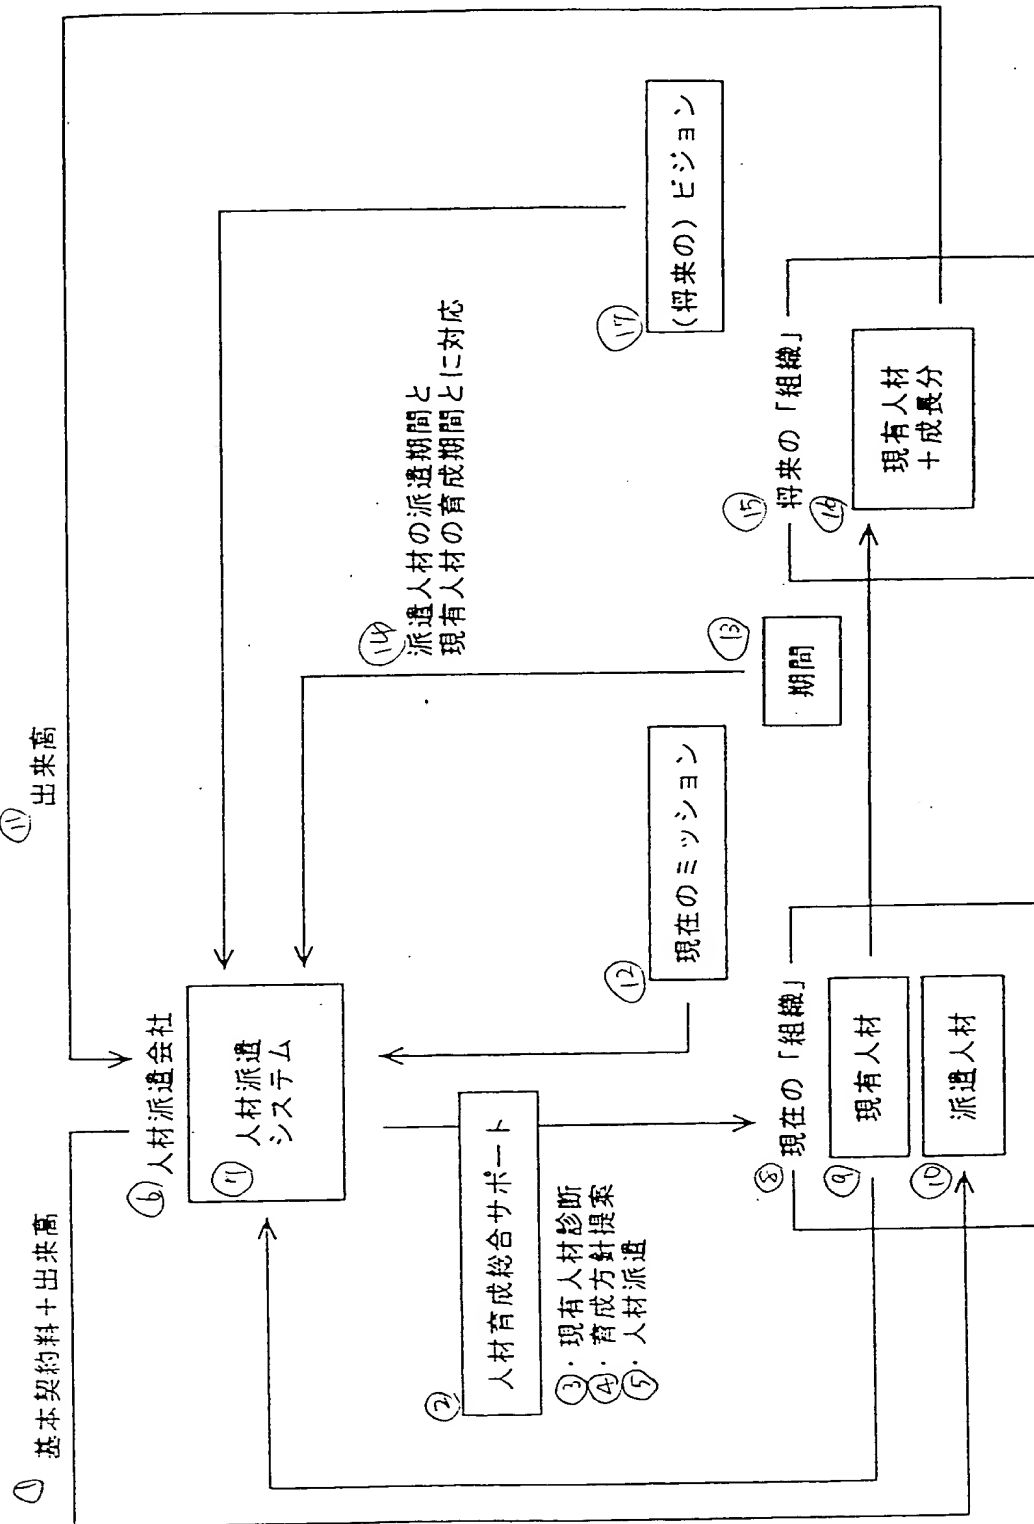 ① 基本契約料+出来高
② 人材育成総合サポート
③・現有人材診断
④・育成方針提案
⑤・人材派遣
⑥ 人材派遣会社
⑦ 人材派遣
システム
⑧ 現在の「組織」
⑨ 現有人材
⑩ 派遣人材
⑪ 出来高
⑫ 現在のミッション
⑬ 期間
⑭
派遣人材の派遣期間と
現有人材の育成期間とに対応
⑮ 将来の「組織」
⑯ 現有人材
+成長分
⑰ (将来の)ビジョン